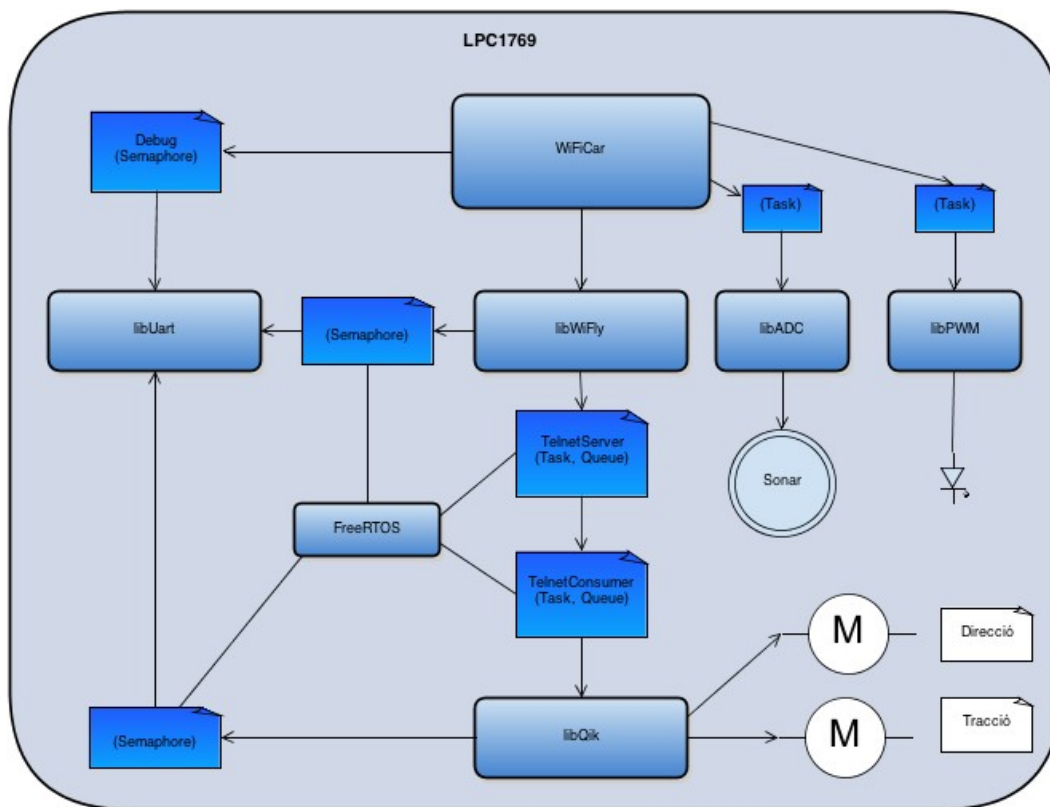 LPC1769
WiFiCar
Debug
(Semaphore)
(Task)
(Task)
libUart
(Semaphore)
libWiFly
libADC
libPWM
TelnetServer
(Task, Queue)
Sonar
FreeRTOS
TelnetConsumer
(Task, Queue)
M
Direcció
(Semaphore)
libQik
M
Tracció